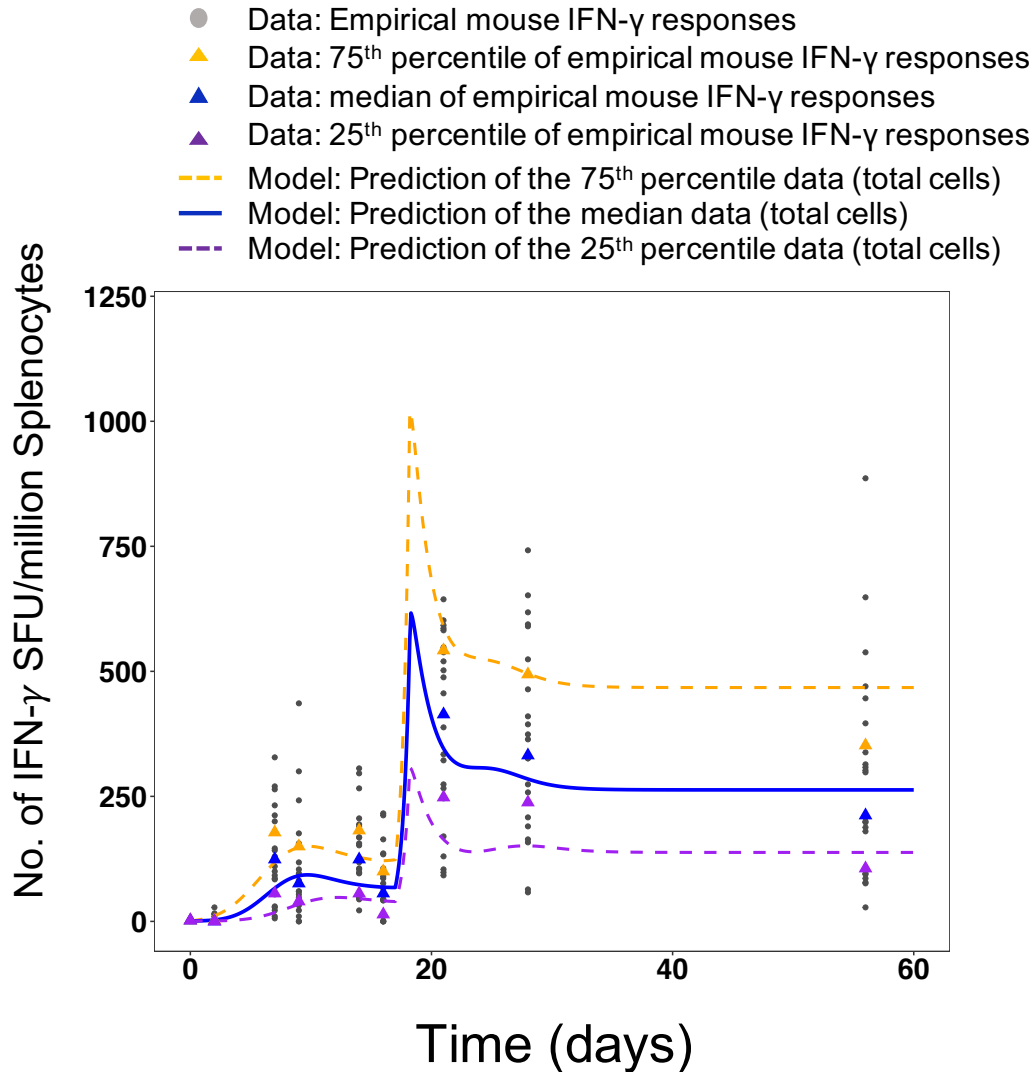 Data: Empirical mouse IFN-γ responses
Data: 75th percentile of empirical mouse IFN-γ responses
Data: median of empirical mouse IFN-γ responses
Data: 25th percentile of empirical mouse IFN-γ responses
Model: Prediction of the 75th percentile data (total cells)
Model: Prediction of the median data (total cells)
Model: Prediction of the 25th percentile data (total cells)
No. of IFN-γ SFU/million Splenocytes
1250
1000
750
500
250
0
0 20 40 60
Time (days)